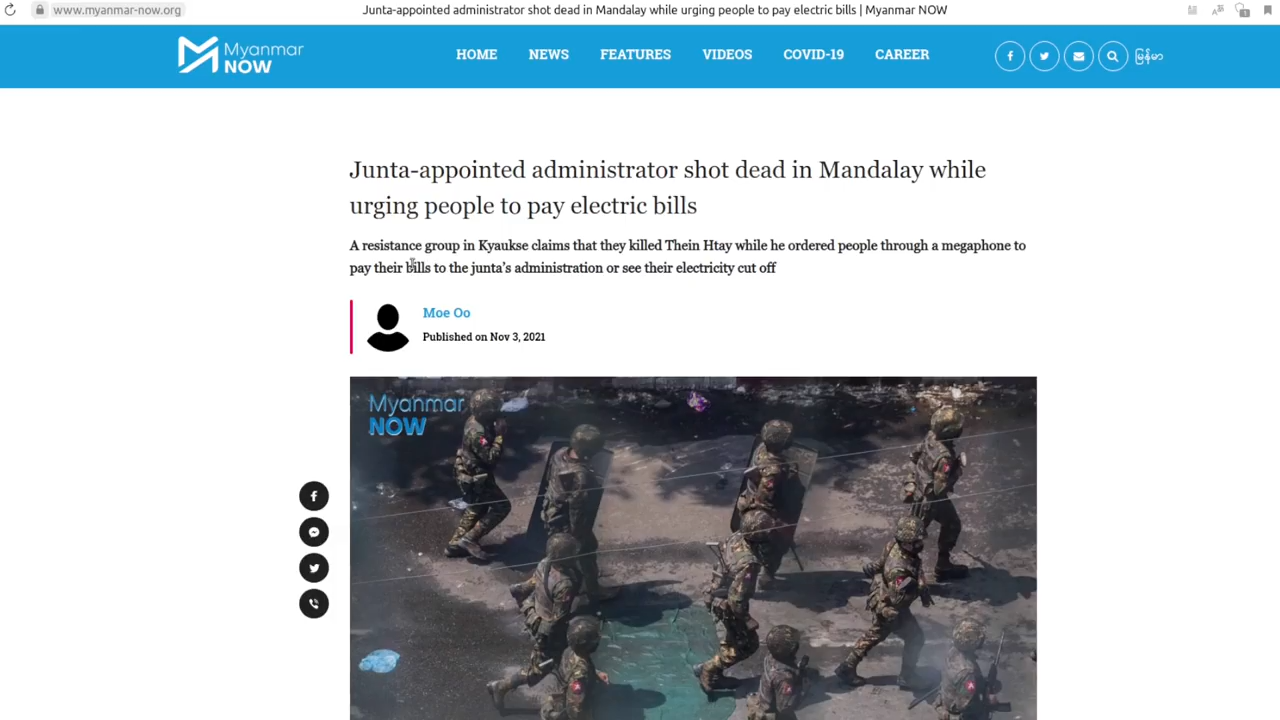 www.myanmar-now.org
Junta-appointed administrator shot dead in Mandalay while urging people to pay electric bills | Myanmar NOW
Myanmar
NOW
HOME
NEWS
FEATURES
VIDEOS
COVID-19
CAREER
မြန်မာ
Junta-appointed administrator shot dead in Mandalay while
urging people to pay electric bills
A resistance group in Kyaukse claims that they killed Thein Htay while he ordered people through a megaphone to
pay their bills to the junta’s administration or see their electricity cut off
Moe Oo
Published on Nov 3, 2021
Myanmar
NOW